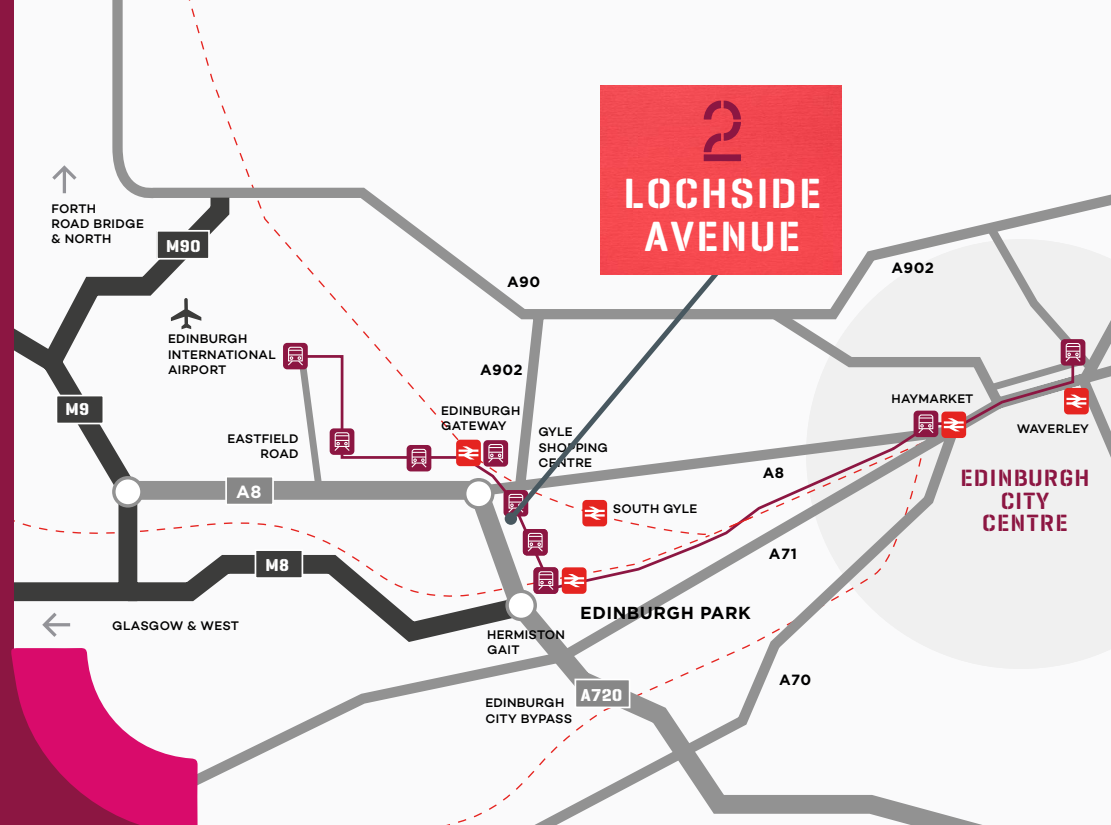 2
LOCHSIDE
AVENUE
FORTH
ROAD BRIDGE
& NORTH
M90
A902
A90
EDINBURGH
INTERNATIONAL
AIRPORT
A902
M9
EDINBURGH
GATEWAY
HAYMARKET
WAVERLEY
EASTFIELD
ROAD
GYLE
SHOPPING
CENTRE
A8
A8
EDINBURGH
CITY
CENTRE
SOUTH GYLE
A71
M8
EDINBURGH PARK
GLASGOW & WEST
HERMISTON
GAIT
A70
A720
EDINBURGH
CITY BYPASS